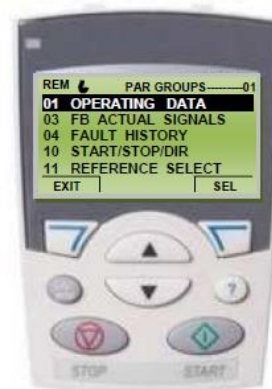 REM PAR GROUPS---------01
01 OPERATING DATA
03 FB ACTUAL SIGNALS
04 FAULT HISTORY
10 START/STOP/DIR
11 REFERENCE SELECT
EXIT SEL
?
STOP START